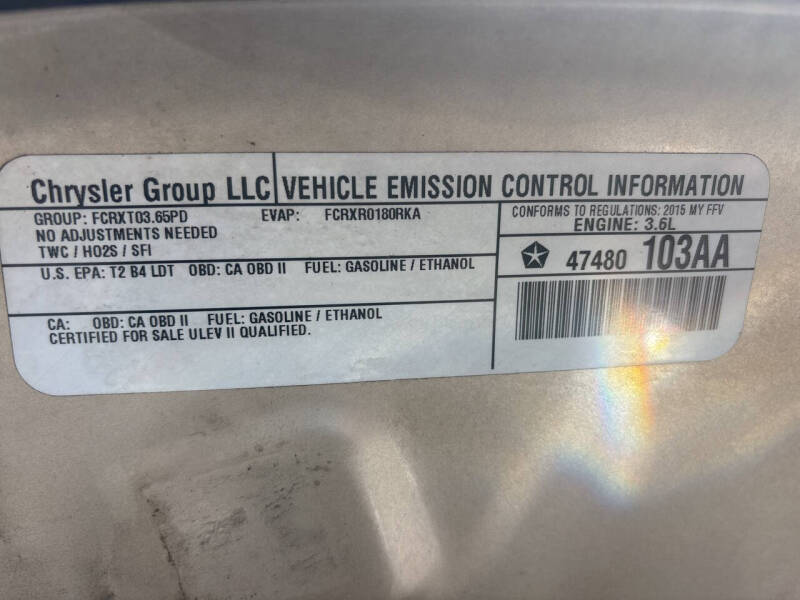 Chrysler Group LLC VEHICLE EMISSION CONTROL INFORMATION
GROUP: FCRXT03.65PD EVAP: FCRXR0180RKA
NO ADJUSTMENTS NEEDED
TWC / HO2S / SFI
CONFORMS TO REGULATIONS: 2015 MY FFV
ENGINE: 3.6L
U.S. EPA: T2 B4 LDT OBD: CA OBD II FUEL: GASOLINE / ETHANOL
47480 103AA
CA: OBD: CA OBD II FUEL: GASOLINE / ETHANOL
CERTIFIED FOR SALE ULEV II QUALIFIED.